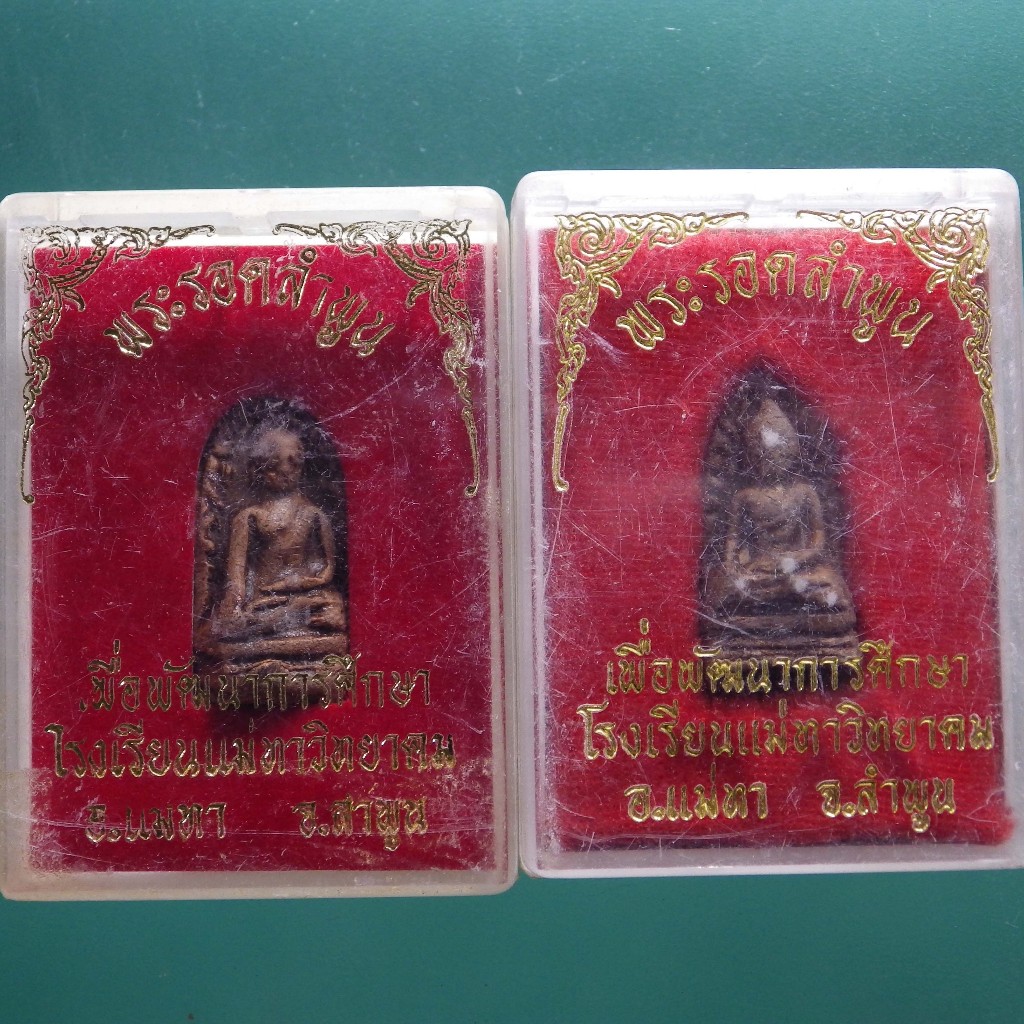 พระรอดลำพูน
เพื่อพัฒนาการศึกษา
โรงเรียนแม่ทาวิทยาคม
อ.แม่ทา จ.ลำพูน
พระรอดลำพูน
เพื่อพัฒนาการศึกษา
โรงเรียนแม่ทาวิทยาคม
อ.แม่ทา จ.ลำพูน